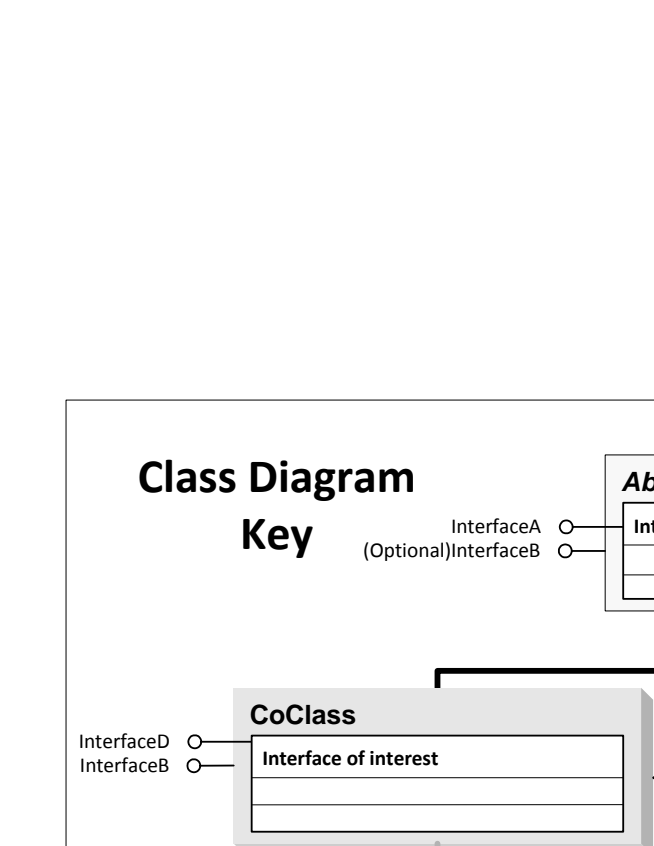 Class Diagram
Key
InterfaceA
(Optional)InterfaceB
CoClass
InterfaceD
InterfaceB
Interface of interest